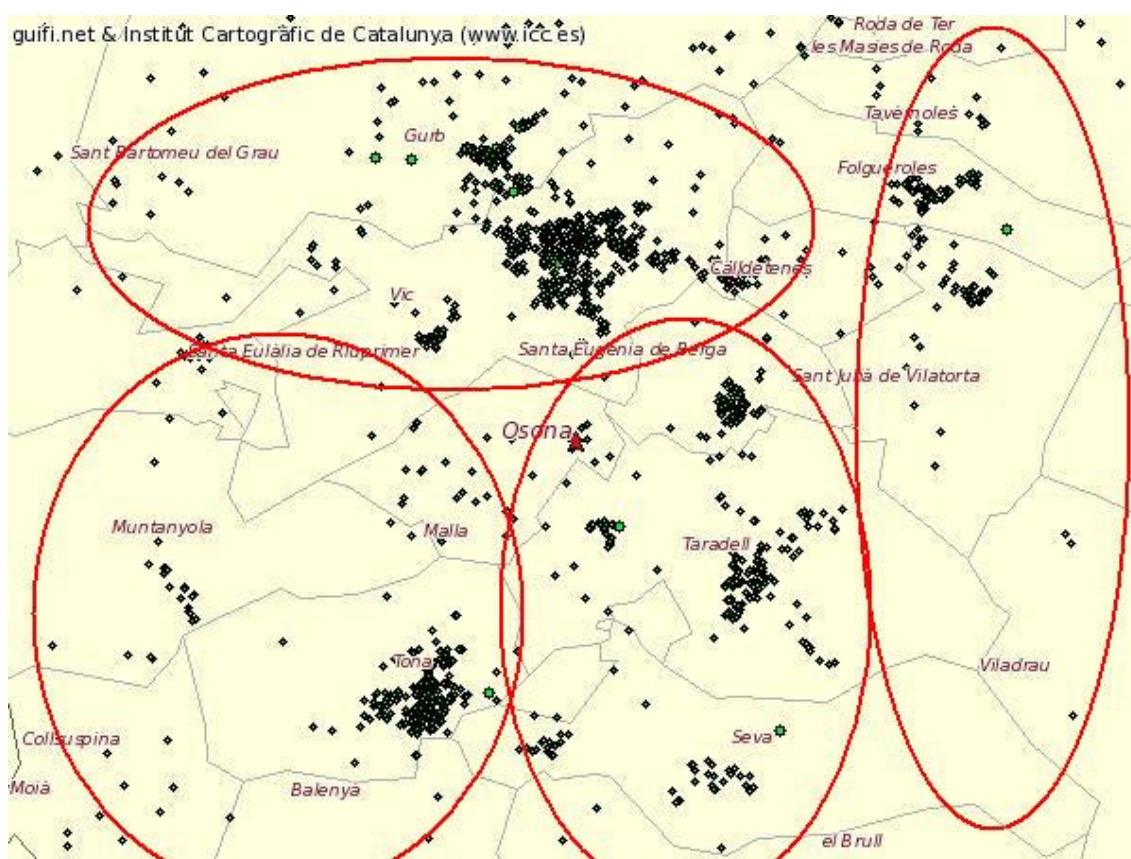 guifi.net & Institut Cartogràfic de Catalunya (www.icc.es)
Roda de Ter
les Masies de Roda
Tavèrnoles
Gurb
Sant Bartomeu del Grau
Folgueroles
Calldetenes
Vic
Santa Eulàlia de Riuprimer
Santa Eugènia de Berga
Sant Julià de Vilatorta
Osona
Muntanyola
Malla
Taradell
Tona
Viladrau
Collsuspina
Seva
Moià
Balenyà
el Brull